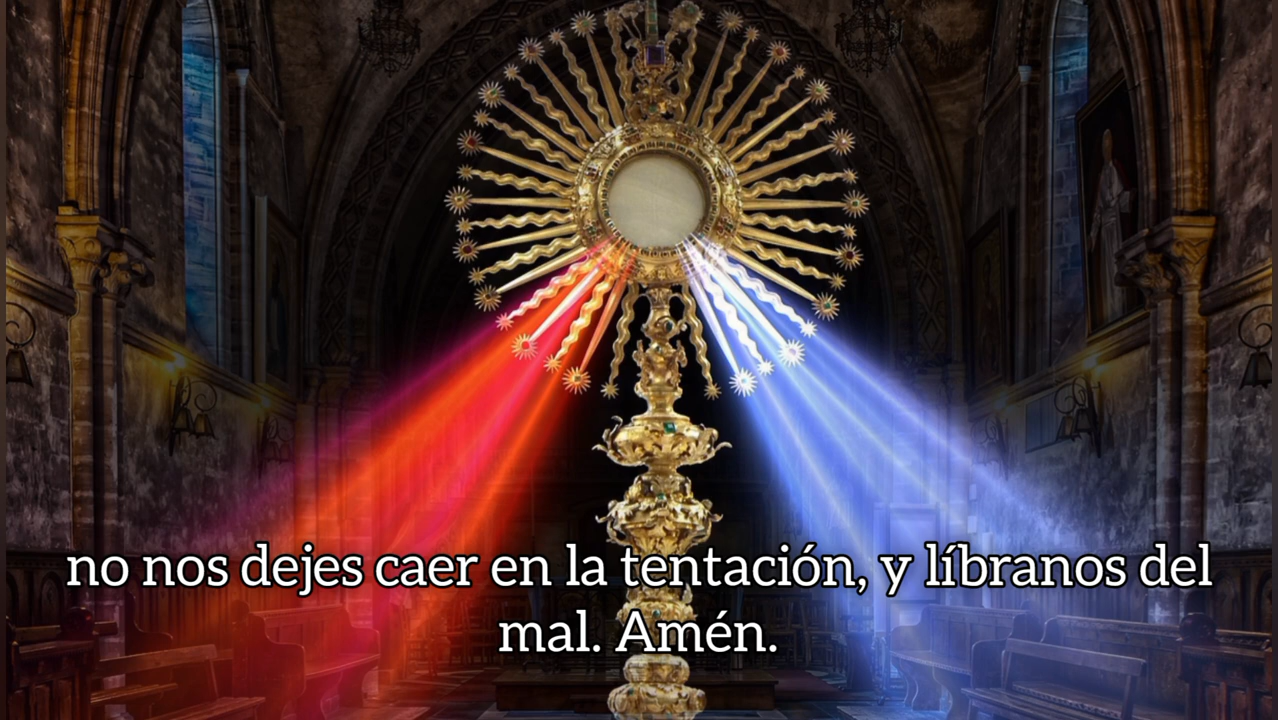 no nos dejes caer en la tentación, y líbranos del
mal. Amén.